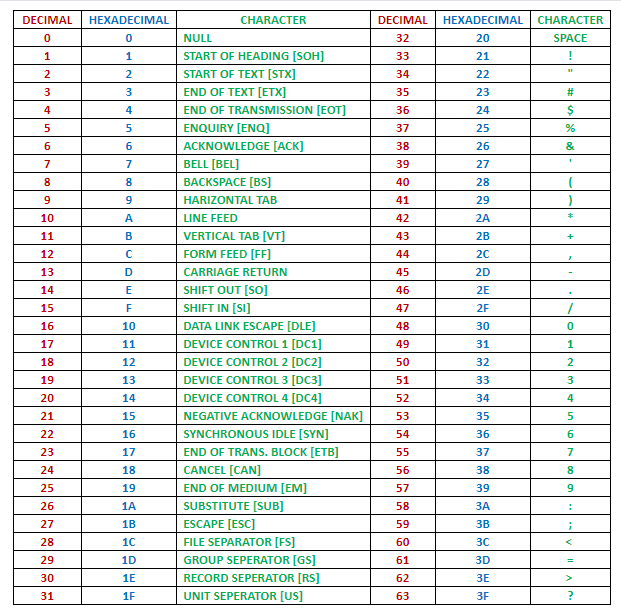 DECIMAL HEXADECIMAL CHARACTER DECIMAL HEXADECIMAL CHARACTER
0 0 NULL 32 20 SPACE
1 1 START OF HEADING [SOH] 33 21 !
2 2 START OF TEXT [STX] 34 22 "
3 3 END OF TEXT [ETX] 35 23 #
4 4 END OF TRANSMISSION [EOT] 36 24 $
5 5 ENQUIRY [ENQ] 37 25 %
6 6 ACKNOWLEDGE [ACK] 38 26 &
7 7 BELL [BEL] 39 27 '
8 8 BACKSPACE [BS] 40 28 (
9 9 HARIZONTAL TAB 41 29 )
10 A LINE FEED 42 2A *
11 B VERTICAL TAB [VT] 43 2B +
12 C FORM FEED [FF] 44 2C ,
13 D CARRIAGE RETURN 45 2D -
14 E SHIFT OUT [SO] 46 2E .
15 F SHIFT IN [SI] 47 2F /
16 10 DATA LINK ESCAPE [DLE] 48 30 0
17 11 DEVICE CONTROL 1 [DC1] 49 31 1
18 12 DEVICE CONTROL 2 [DC2] 50 32 2
19 13 DEVICE CONTROL 3 [DC3] 51 33 3
20 14 DEVICE CONTROL 4 [DC4] 52 34 4
21 15 NEGATIVE ACKNOWLEDGE [NAK] 53 35 5
22 16 SYNCHRONOUS IDLE [SYN] 54 36 6
23 17 END OF TRANS. BLOCK [ETB] 55 37 7
24 18 CANCEL [CAN] 56 38 8
25 19 END OF MEDIUM [EM] 57 39 9
26 1A SUBSTITUTE [SUB] 58 3A :
27 1B ESCAPE [ESC] 59 3B ;
28 1C FILE SEPARATOR [FS] 60 3C <
29 1D GROUP SEPERATOR [GS] 61 3D =
30 1E RECORD SEPERATOR [RS] 62 3E >
31 1F UNIT SEPERATOR [US] 63 3F ?